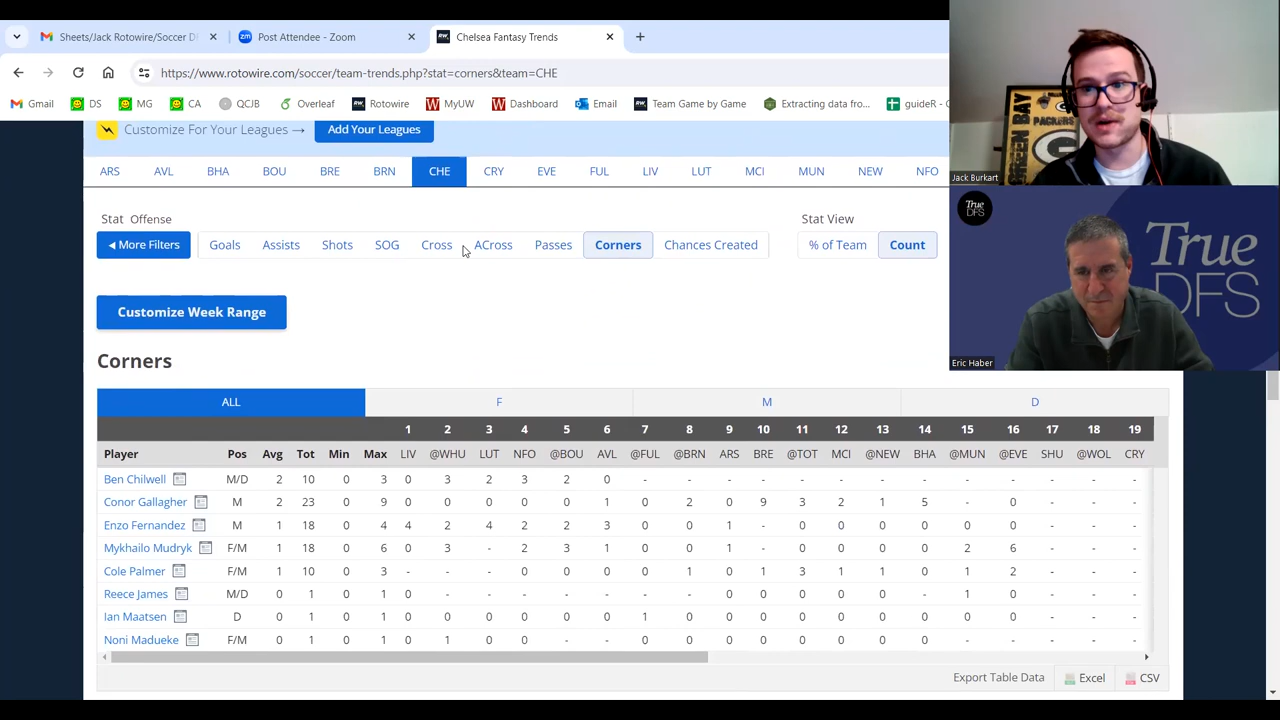 Sheets/Jack Rotowire/Soccer D
Post Attendee - Zoom
Chelsea Fantasy Trends
https://www.rotowire.com/soccer/team-trends.php?stat=corners&team=CHE
Gmail DS MG CA QCJB Overleaf Rotowire MyUW Dashboard Email Team Game by Game Extracting data from... guideR - G
Customize For Your Leagues → Add Your Leagues
ARS AVL BHA BOU BRE BRN CHE CRY EVE FUL LIV LUT MCI MUN NEW NFO
Stat Offense Stat View
More Filters Goals Assists Shots SOG Cross ACross Passes Corners Chances Created % of Team Count
Customize Week Range
Corners
ALL F M D
1 2 3 4 5 6 7 8 9 10 11 12 13 14 15 16 17 18 19
Player Pos Avg Tot Min Max LIV @WHU LUT NFO @BOU AVL @FUL @BRN ARS BRE @TOT MCI @NEW BHA @MUN @EVE SHU @WOL CRY
Ben Chilwell M/D 2 10 0 3 0 3 2 3 2 0 - - - - - - - - - - - - -
Conor Gallagher M 2 23 0 9 0 0 0 0 0 1 0 2 0 9 3 2 1 5 - 0 - - -
Enzo Fernandez M 1 18 0 4 4 2 4 2 2 3 0 0 1 - 0 0 0 0 0 0 - - -
Mykhailo Mudryk F/M 1 18 0 6 0 3 - 2 3 1 0 0 1 - 0 0 0 0 2 6 - - -
Cole Palmer F/M 1 10 0 3 - - - 0 0 0 0 1 0 1 3 1 1 0 1 2 - - -
Reece James M/D 0 1 0 1 0 - - - - - - - 0 0 0 0 0 - 1 0 - - -
Ian Maatsen D 0 1 0 1 0 0 0 0 0 0 1 0 0 0 0 0 0 0 0 0 - - -
Noni Madueke F/M 0 1 0 1 0 1 0 0 - - 0 0 0 0 0 0 0 0 - - - - -
Export Table Data Excel CSV
GREEN BAY
PACKERS
G
Jack Burkart
True
DFS
True
DFS
Eric Haber